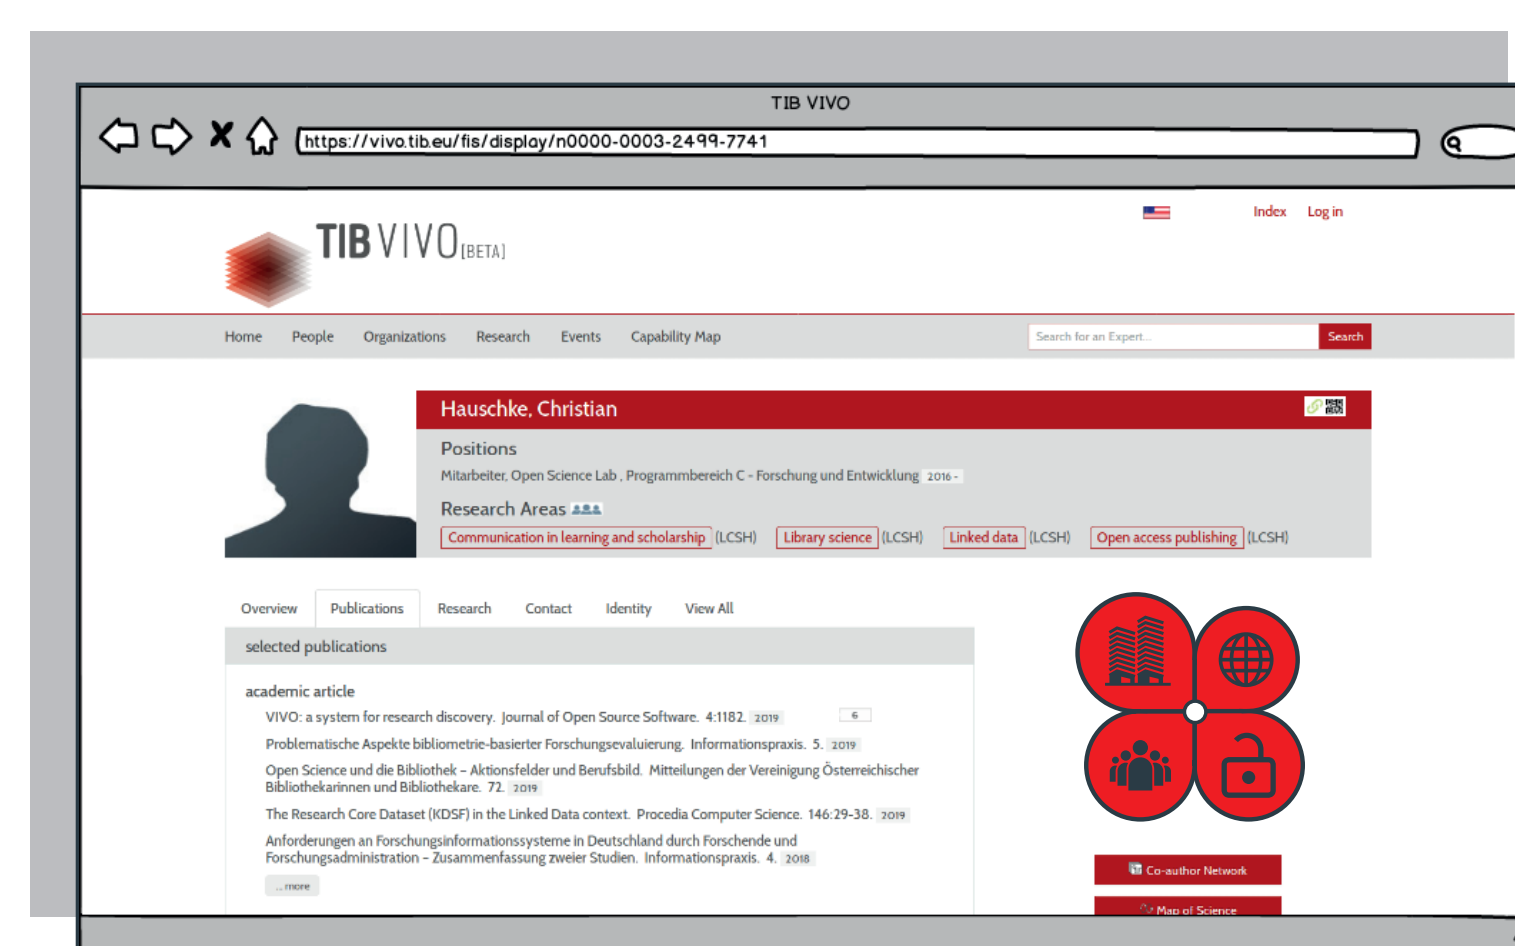 TIB VIVO
https://vivo.tib.eu/fis/display/n0000-0003-2499-7741
Index Log in
TIB VIVO [BETA]
Home People Organizations Research Events Capability Map
Search for an Expert... Search
Hauschke, Christian
Positions
Mitarbeiter, Open Science Lab , Programmbereich C - Forschung und Entwicklung 2016 -
Research Areas
Communication in learning and scholarship (LCSH) Library science (LCSH) Linked data (LCSH) Open access publishing (LCSH)
Overview Publications Research Contact Identity View All
selected publications
academic article
VIVO: a system for research discovery. Journal of Open Source Software. 4:1182. 2019 6
Problematische Aspekte bibliometrie-basierter Forschungsevaluierung. Informationspraxis. 5. 2019
Open Science und die Bibliothek – Aktionsfelder und Berufsbild. Mitteilungen der Vereinigung Österreichischer
Bibliothekarinnen und Bibliothekare. 72. 2019
The Research Core Dataset (KDSF) in the Linked Data context. Procedia Computer Science. 146:29-38. 2019
Anforderungen an Forschungsinformationssysteme in Deutschland durch Forschende und
Forschungsadministration – Zusammenfassung zweier Studien. Informationspraxis. 4. 2018
... more
Co-author Network
Map of Science